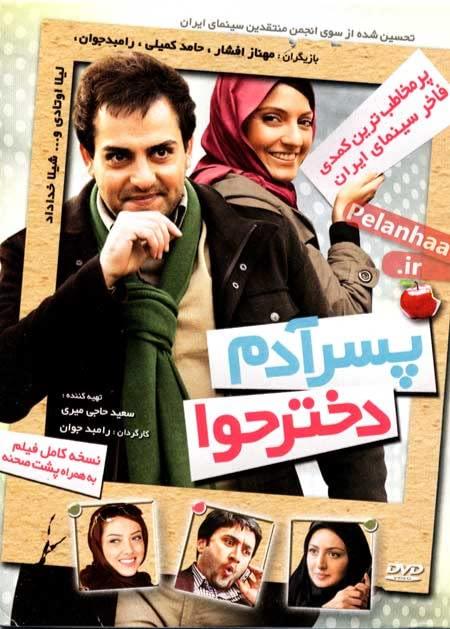 تحسین شده از سوی انجمن منتقدین سینمای ایران
بازیگران: مهناز افشار، حامد کمیلی، رامبدجوان،
لیلا اوتادی و... شیلا خداداد
پرمخاطب ترین کمدی
فاخر سینمای ایران
Pelanhaa
.ir
پسرآدم
دخترحوا
تهیه کننده:
سعید حاجی میری
کارگردان: رامبد جوان
نسخه کامل فیلم
به همراه پشت صحنه
DVD
VIDEO